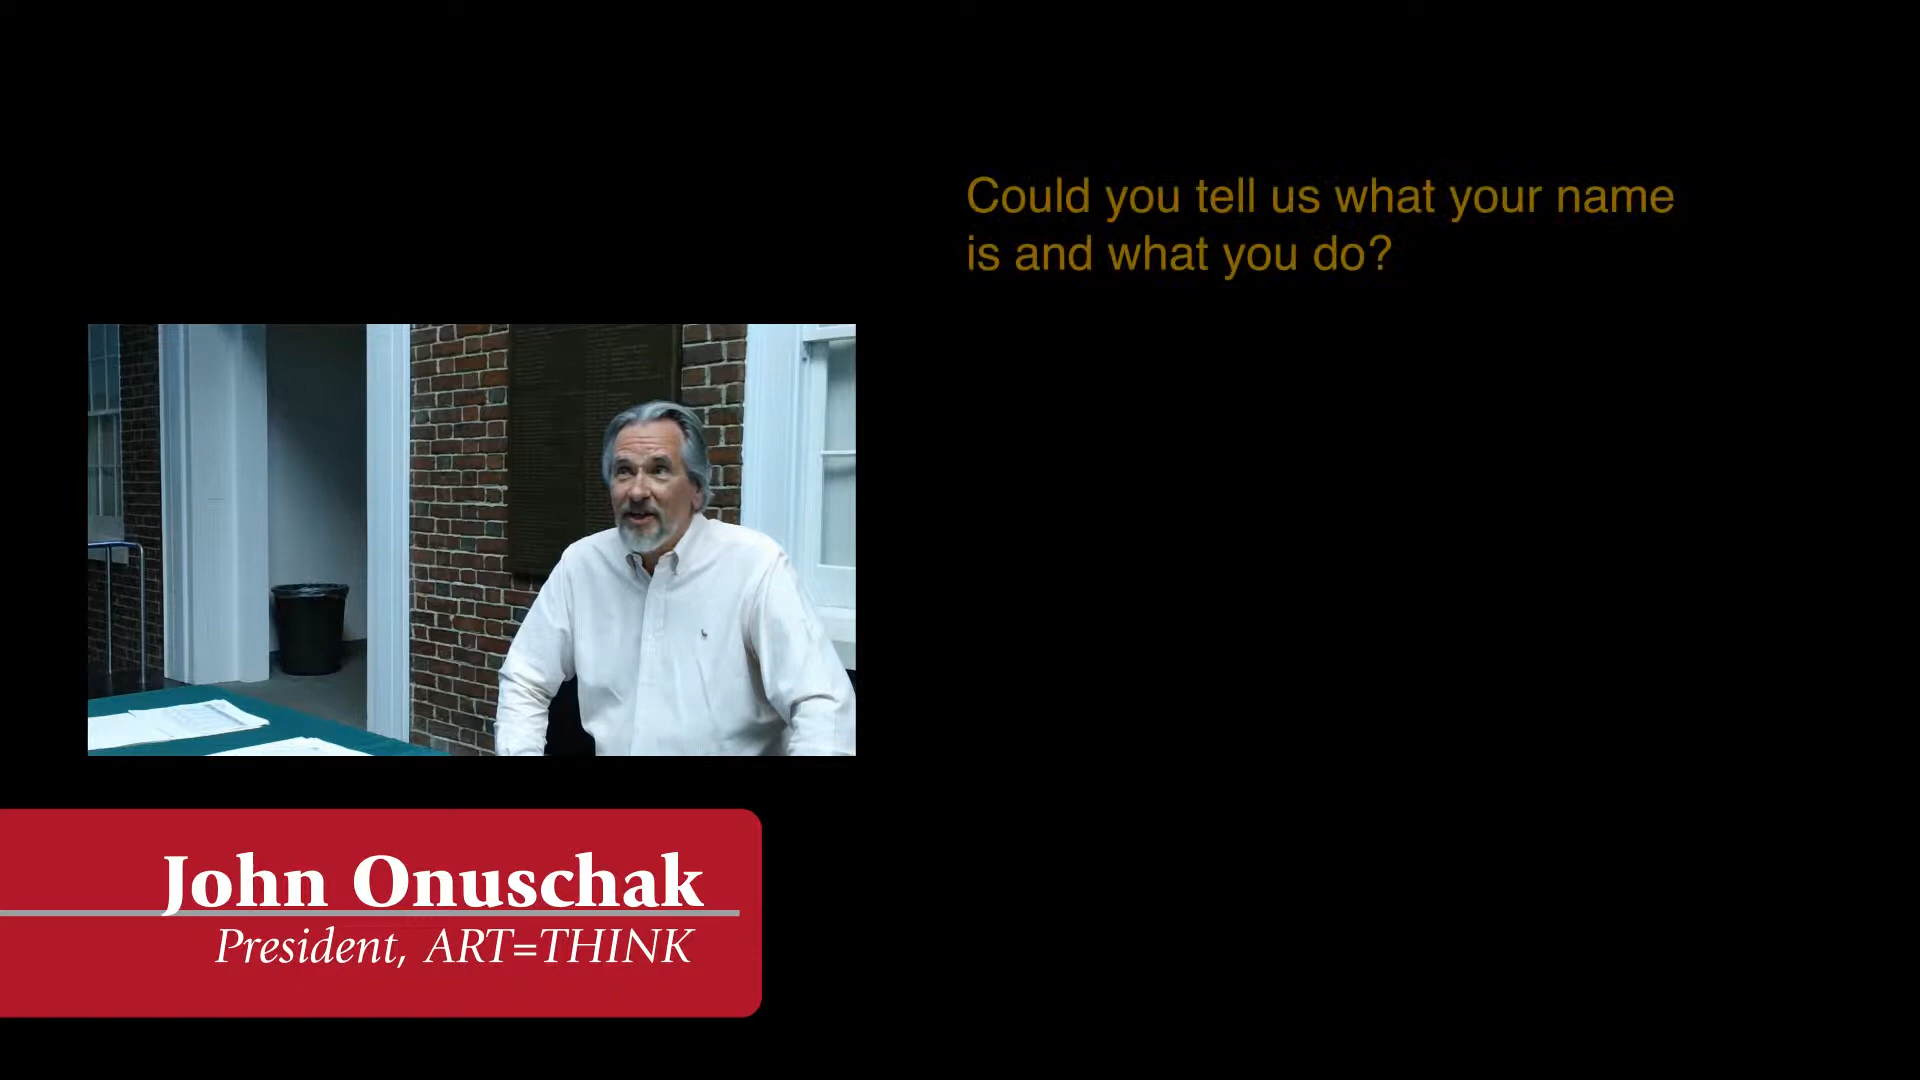 Could you tell us what your name
is and what you do?
John Onuschak
President, ART=THINK